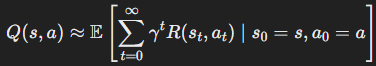 Q(s, a) ≈ 𝔼 [ ∑_{t=0}^{∞} γ^t R(s_t, a_t) | s_0 = s, a_0 = a ]